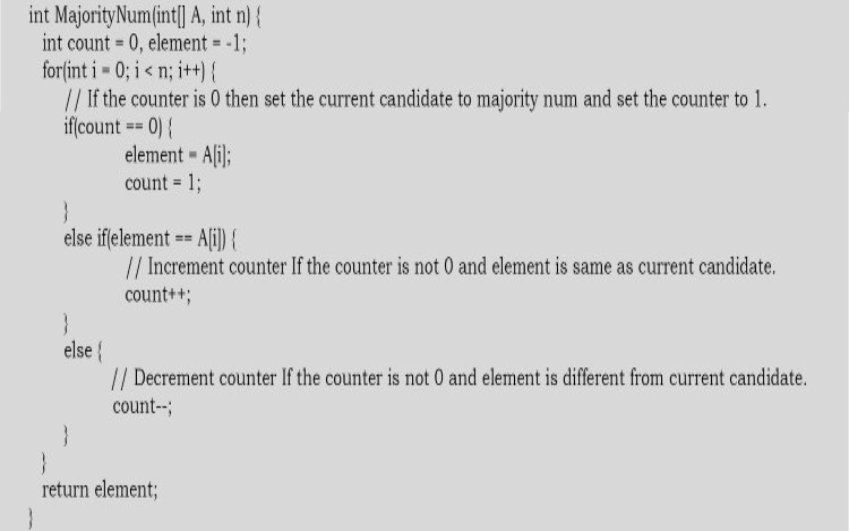 int MajorityNum(int[] A, int n) {
int count = 0, element = -1;
for(int i = 0; i < n; i++) {
// If the counter is 0 then set the current candidate to majority num and set the counter to 1.
if(count == 0) {
element = A[i];
count = 1;
}
else if(element == A[i]) {
// Increment counter If the counter is not 0 and element is same as current candidate.
count++;
}
else {
// Decrement counter If the counter is not 0 and element is different from current candidate.
count--;
}
}
return element;
}